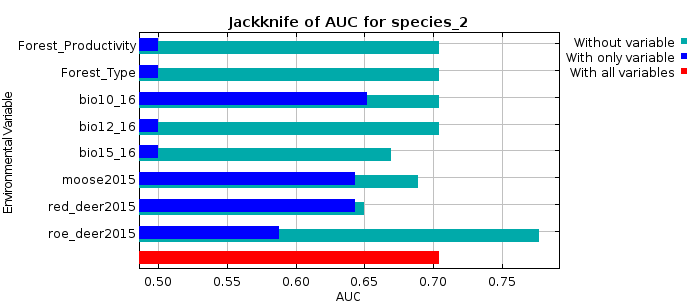 Jackknife of AUC for species_2
Environmental Variable
Forest_Productivity
Forest_Type
bio10_16
bio12_16
bio15_16
moose2015
red_deer2015
roe_deer2015
0.50 0.55 0.60 0.65 0.70 0.75
AUC
Without variable
With only variable
With all variables